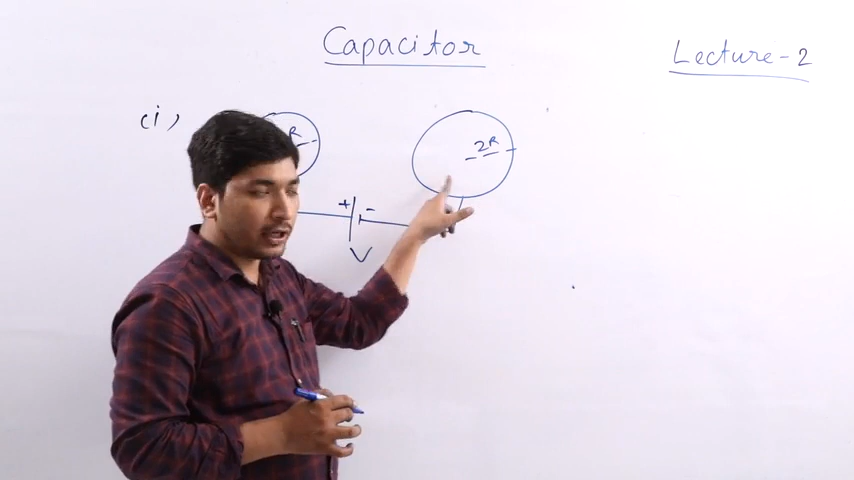 Capacitor
Lecture-2
(i)
R
2R
+ -
V